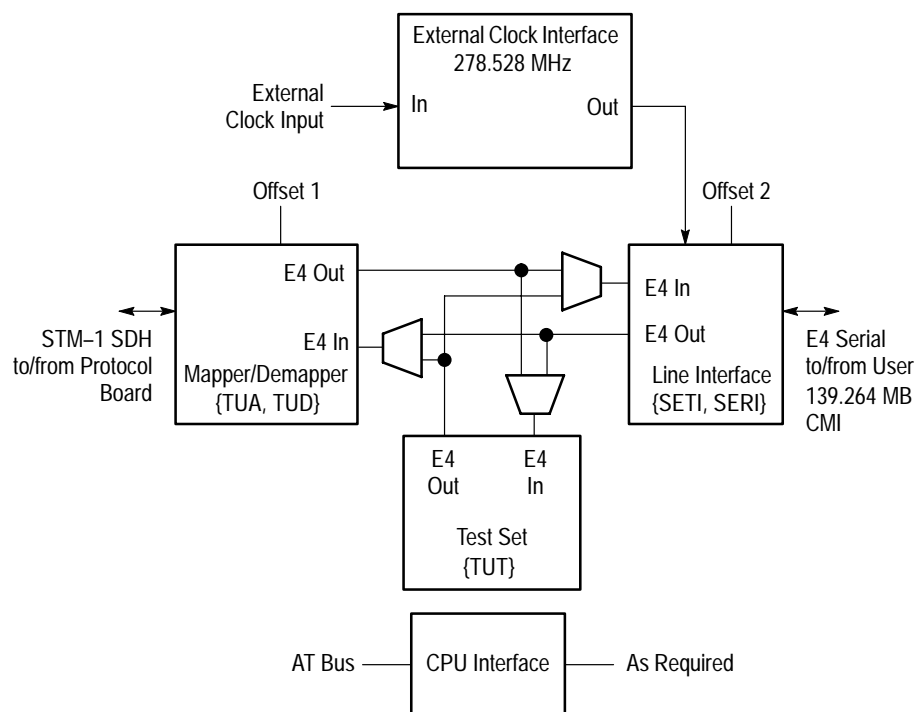 External Clock Interface
278.528 MHz
External
Clock Input
In
Out
Offset 1
Offset 2
E4 Out
E4 In
E4 In
E4 Out
STM–1 SDH
to/from Protocol
Board
Mapper/Demapper
{TUA, TUD}
Line Interface
{SETI, SERI}
E4 Serial
to/from User
139.264 MB
CMI
E4
Out
E4
In
Test Set
{TUT}
AT Bus
CPU Interface
As Required